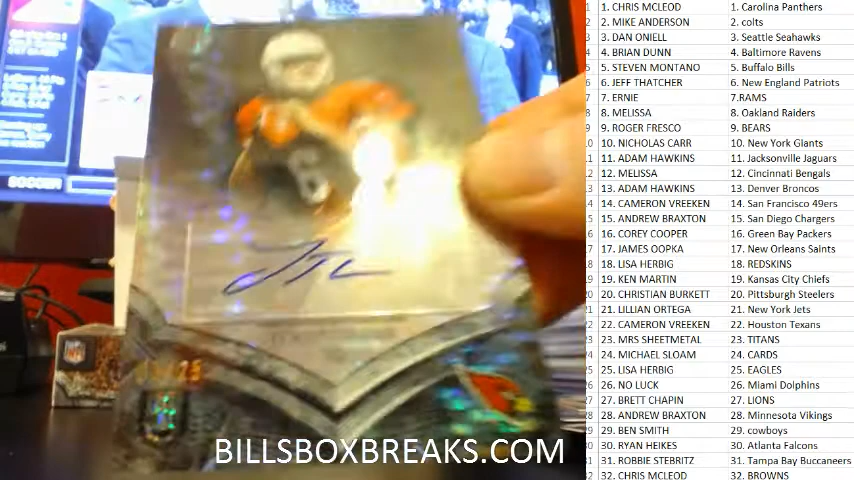 1. CHRIS MCLEOD 1. Carolina Panthers
2. MIKE ANDERSON 2. colts
3. DAN ONIELL 3. Seattle Seahawks
4. BRIAN DUNN 4. Baltimore Ravens
5. STEVEN MONTANO 5. Buffalo Bills
6. JEFF THATCHER 6. New England Patriots
7. ERNIE 7.RAMS
8. MELISSA 8. Oakland Raiders
9. ROGER FRESCO 9. BEARS
10. NICHOLAS CARR 10. New York Giants
11. ADAM HAWKINS 11. Jacksonville Jaguars
12. MELISSA 12. Cincinnati Bengals
13. ADAM HAWKINS 13. Denver Broncos
14. CAMERON VREEKEN 14. San Francisco 49ers
15. ANDREW BRAXTON 15. San Diego Chargers
16. COREY COOPER 16. Green Bay Packers
17. JAMES OOPKA 17. New Orleans Saints
18. LISA HERBIG 18. REDSKINS
19. KEN MARTIN 19. Kansas City Chiefs
20. CHRISTIAN BURKETT 20. Pittsburgh Steelers
21. LILLIAN ORTEGA 21. New York Jets
22. CAMERON VREEKEN 22. Houston Texans
23. MRS SHEETMETAL 23. TITANS
24. MICHAEL SLOAM 24. CARDS
25. LISA HERBIG 25. EAGLES
26. NO LUCK 26. Miami Dolphins
27. BRETT CHAPIN 27. LIONS
28. ANDREW BRAXTON 28. Minnesota Vikings
29. BEN SMITH 29. cowboys
30. RYAN HEIKES 30. Atlanta Falcons
31. ROBBIE STEBRITZ 31. Tampa Bay Buccaneers
32. CHRIS MCLEOD 32. BROWNS
SOCCER
6
NFL
BILLSBOXBREAKS.COM